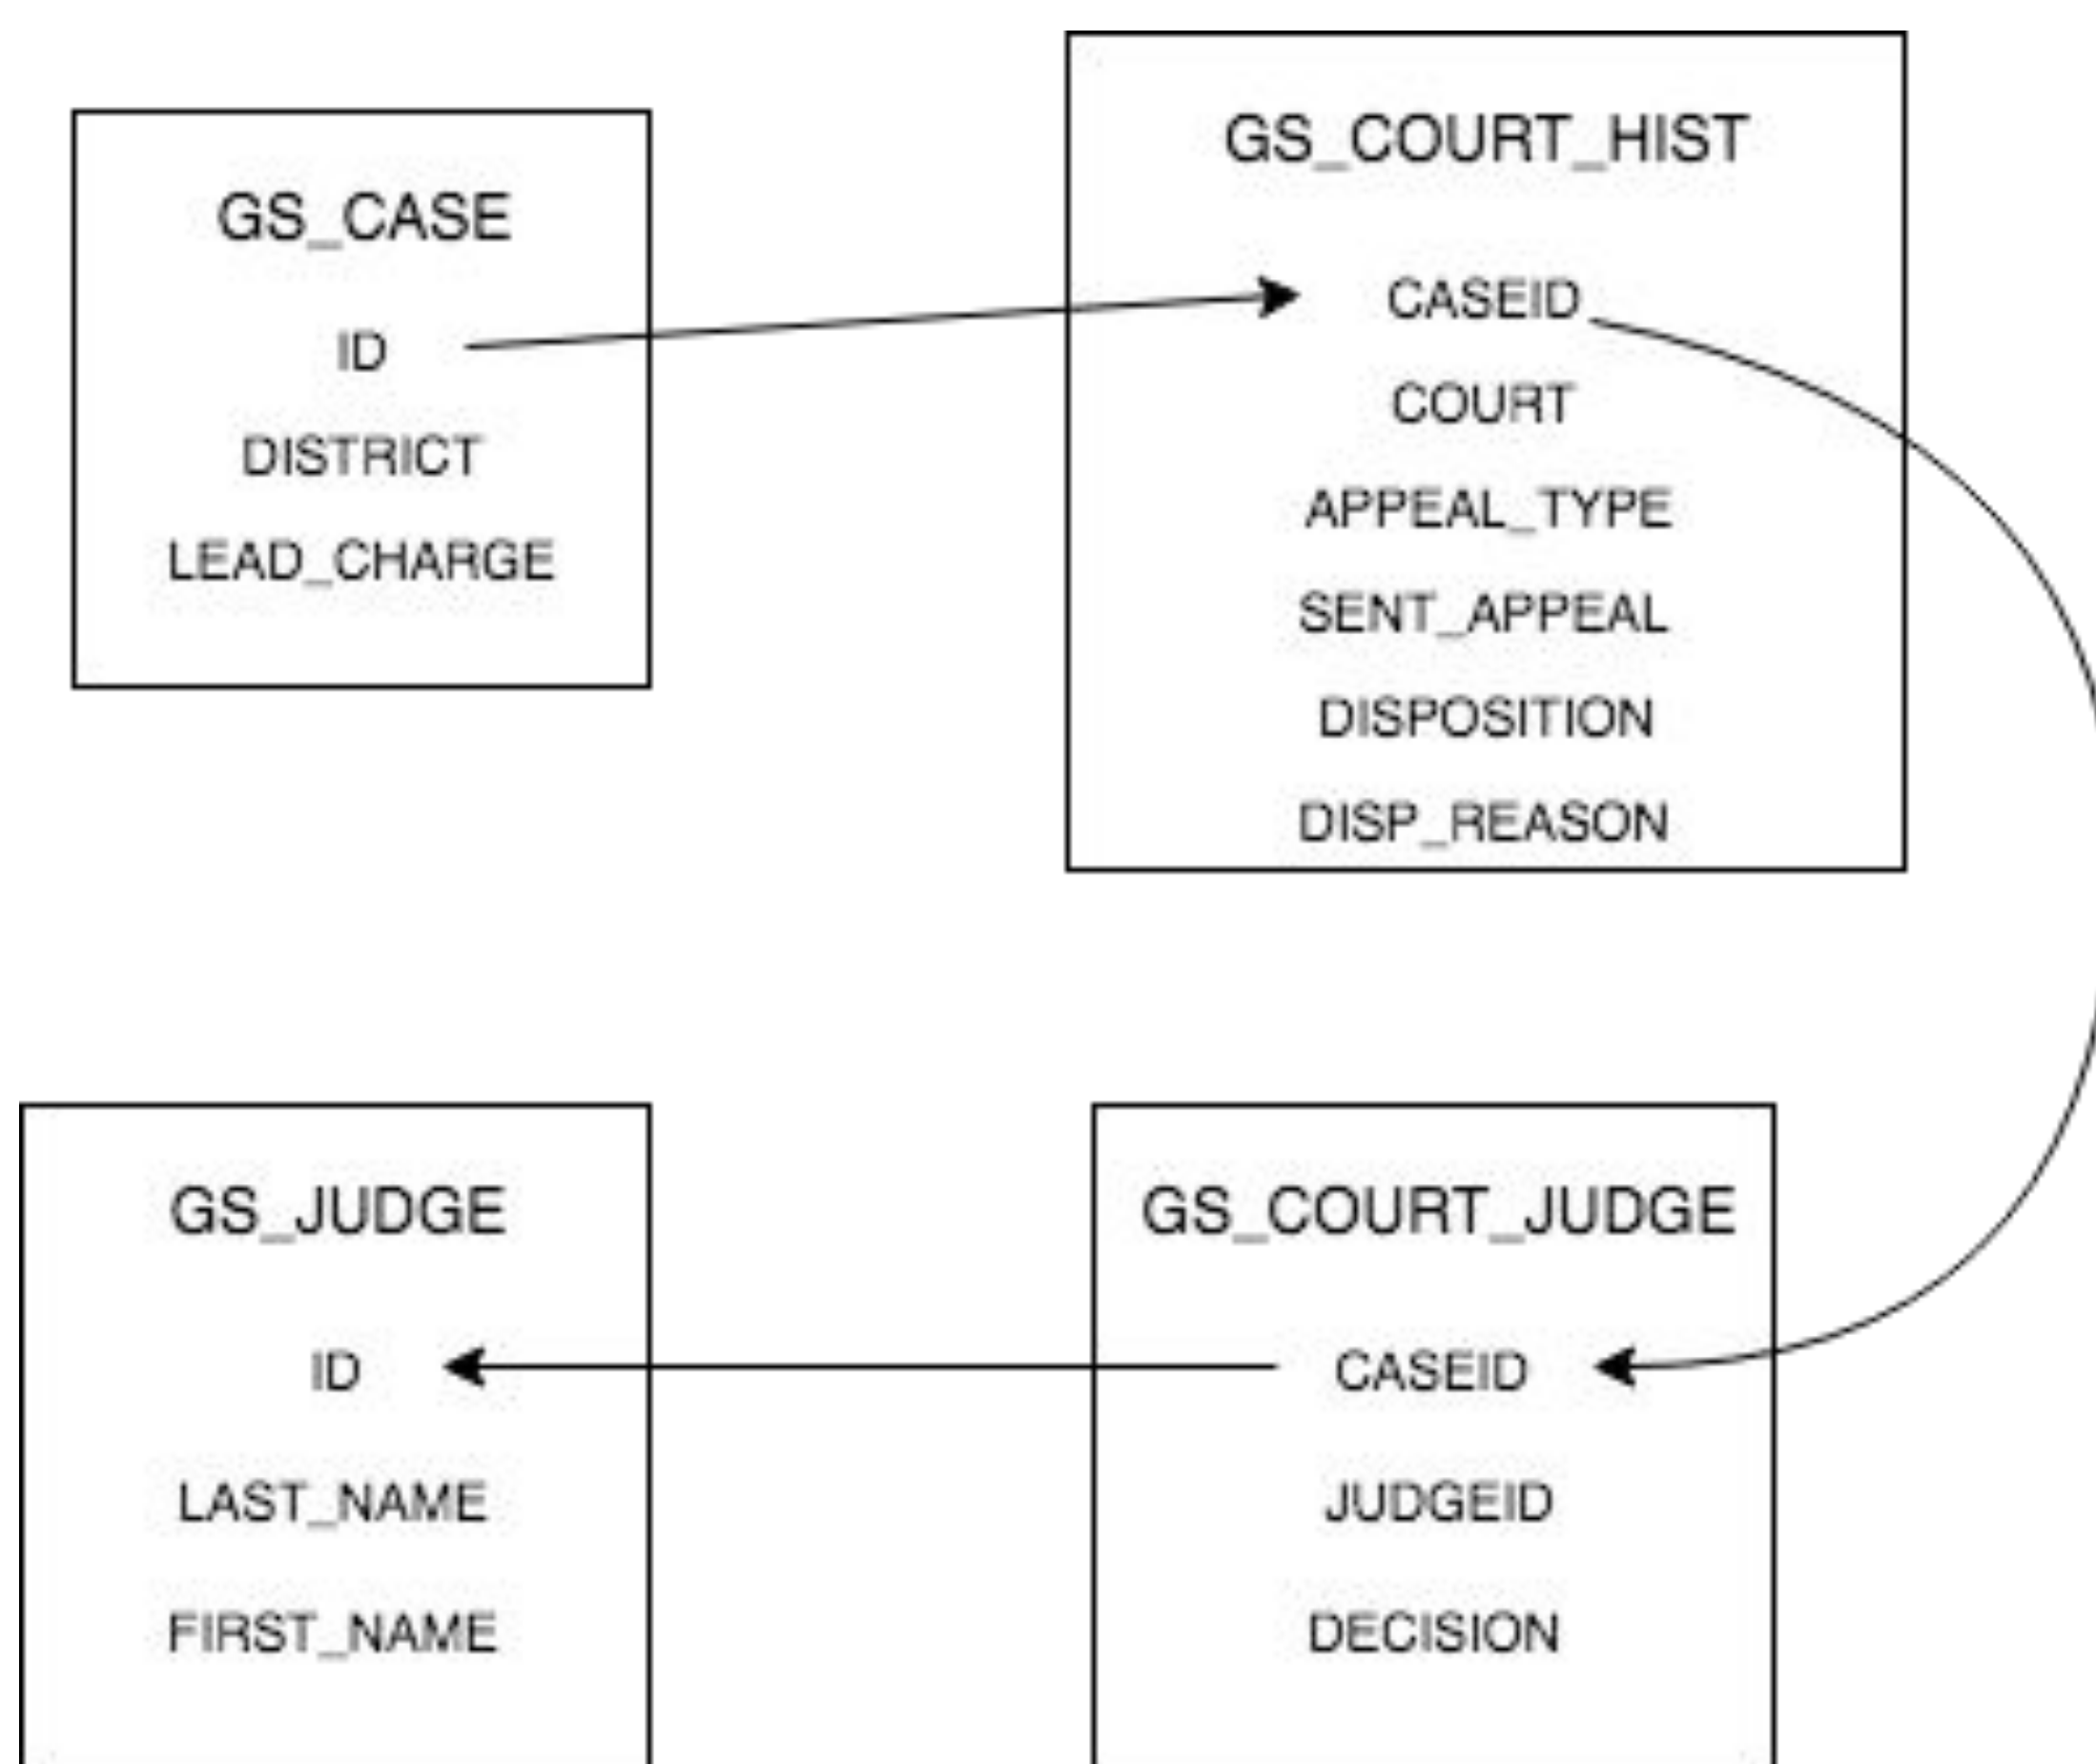 GS_CASE
ID
DISTRICT
LEAD_CHARGE
GS_COURT_HIST
CASEID
COURT
APPEAL_TYPE
SENT_APPEAL
DISPOSITION
DISP_REASON
GS_JUDGE
ID
LAST_NAME
FIRST_NAME
GS_COURT_JUDGE
CASEID
JUDGEID
DECISION